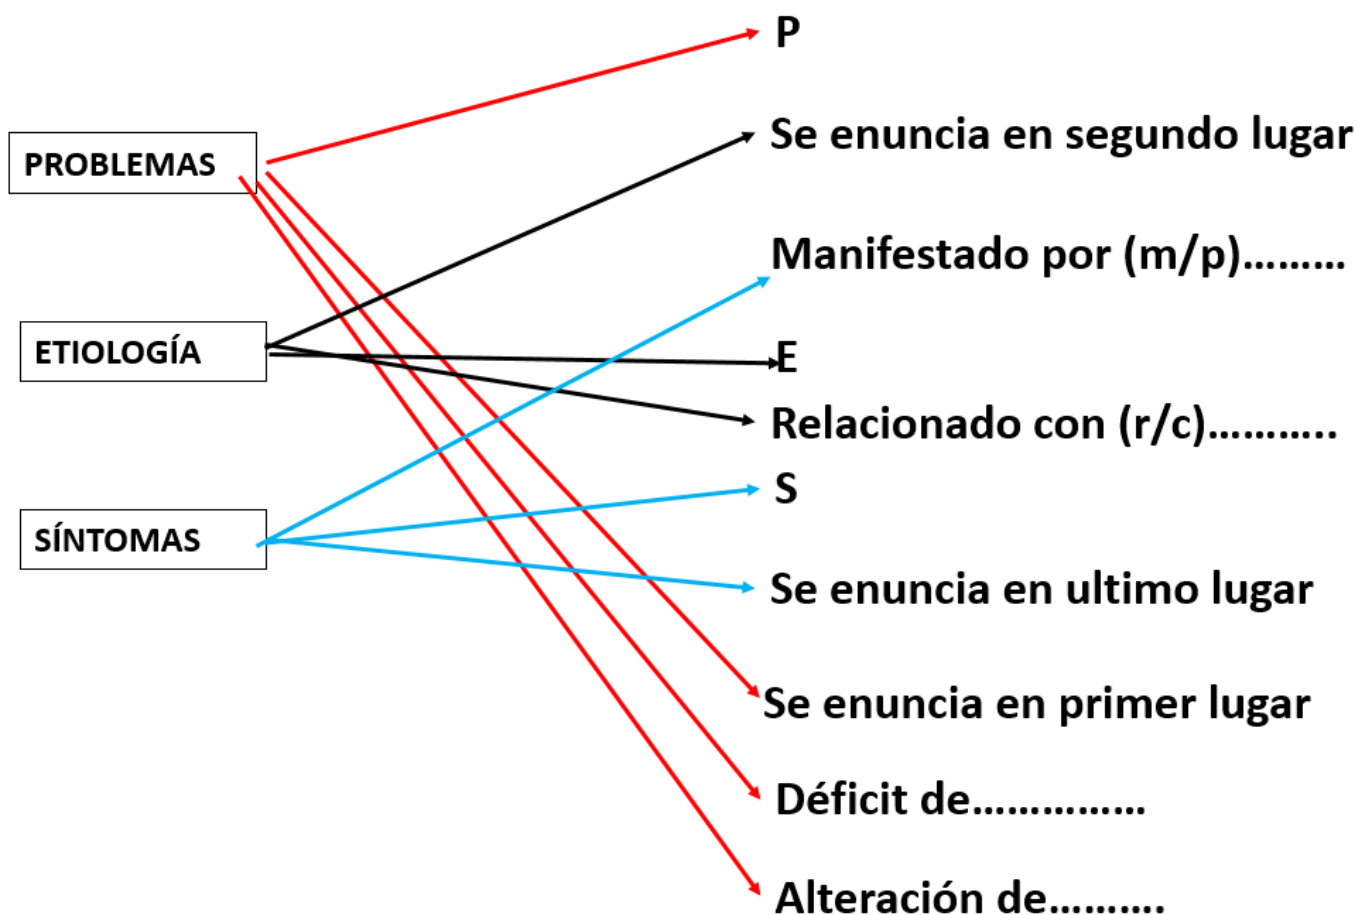 PROBLEMAS
ETIOLOGÍA
SÍNTOMAS
P
Se enuncia en segundo lugar
Manifestado por (m/p)………
E
Relacionado con (r/c)………..
S
Se enuncia en ultimo lugar
Se enuncia en primer lugar
Déficit de……………
Alteración de……….